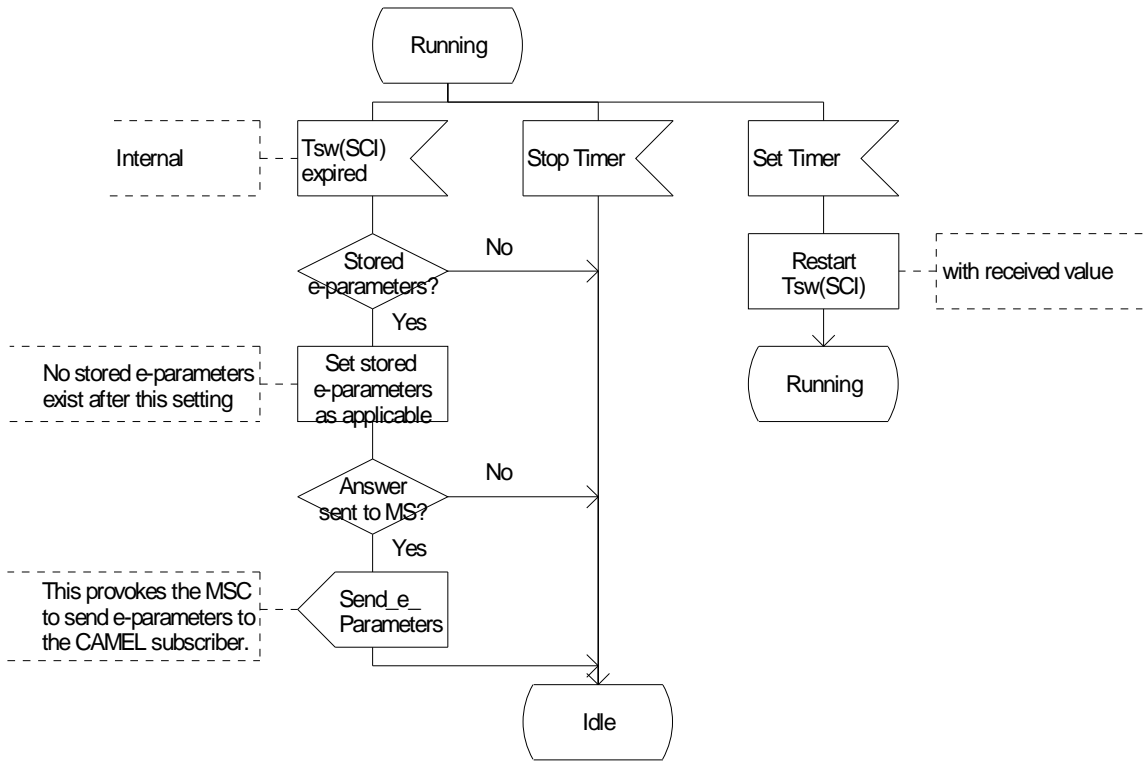 Running
Internal
Tsw(SCI)
expired
Stop Timer
Set Timer
Stored
e-parameters?
No
Yes
Restart
Tsw(SCI)
with received value
No stored e-parameters
exist after this setting
Set stored
e-parameters
as applicable
Running
Answer
sent to MS?
No
Yes
This provokes the MSC
to send e-parameters to
the CAMEL subscriber.
Send_e_
Parameters
Idle